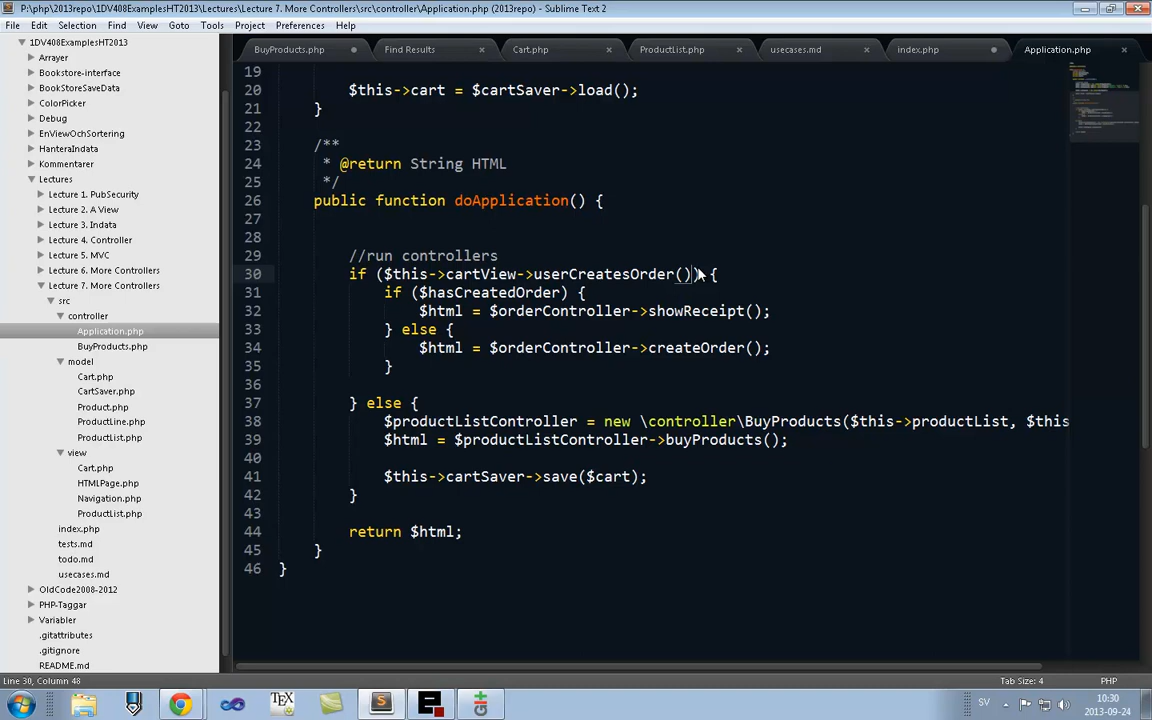 P:\php\2013repo\1DV408ExamplesHT2013\Lectures\Lecture 7. More Controllers\src\controller\Application.php (2013repo) - Sublime Text 2
File Edit Selection Find View Goto Tools Project Preferences Help
1DV408ExamplesHT2013
Arrayer
Bookstore-interface
BookStoreSaveData
ColorPicker
Debug
EnViewOchSortering
HanteraIndata
Kommentarer
Lectures
Lecture 1. PubSecurity
Lecture 2. A View
Lecture 3. Indata
Lecture 4. Controller
Lecture 5. MVC
Lecture 6. More Controllers
Lecture 7. More Controllers
src
controller
Application.php
BuyProducts.php
model
Cart.php
CartSaver.php
Product.php
ProductLine.php
ProductList.php
view
Cart.php
HTMLPage.php
Navigation.php
ProductList.php
index.php
tests.md
todo.md
usecases.md
OldCode2008-2012
PHP-Taggar
Variabler
.gitattributes
.gitignore
README.md
BuyProducts.php Find Results Cart.php ProductList.php usecases.md index.php Application.php
19
20 $this->cart = $cartSaver->load();
21 }
22
23 /**
24 * @return String HTML
25 */
26 public function doApplication() {
27
28
29 //run controllers
30 if ($this->cartView->userCreatesOrder()) {
31 if ($hasCreatedOrder) {
32 $html = $orderController->showReceipt();
33 } else {
34 $html = $orderController->createOrder();
35 }
36
37 } else {
38 $productListController = new \controller\BuyProducts($this->productList, $this
39 $html = $productListController->buyProducts();
40
41 $this->cartSaver->save($cart);
42 }
43
44 return $html;
45 }
46 }
Line 30, Column 48 Tab Size: 4 PHP
SV 10:30
2013-09-24